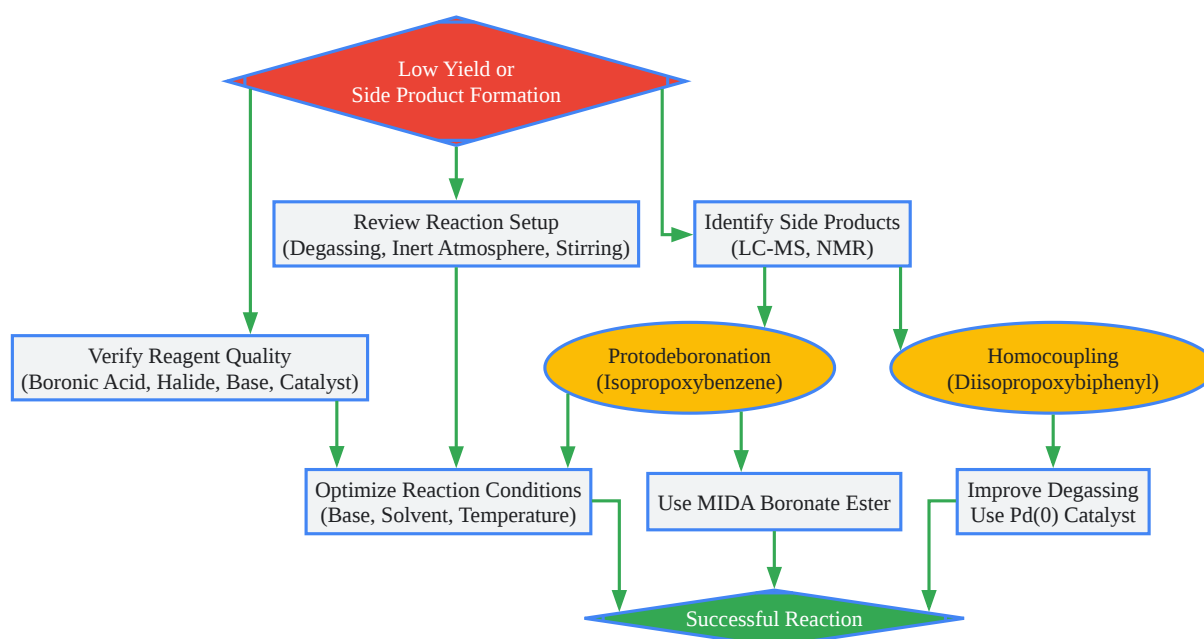 Low Yield or
Side Product Formation
Review Reaction Setup
(Degassing, Inert Atmosphere, Stirring)
Identify Side Products
(LC-MS, NMR)
Verify Reagent Quality
(Boronic Acid, Halide, Base, Catalyst)
Protodeboronation
(Isopropoxybenzene)
Homocoupling
(Diisopropoxybiphenyl)
Optimize Reaction Conditions
(Base, Solvent, Temperature)
Use MIDA Boronate Ester
Improve Degassing
Use Pd(0) Catalyst
Successful Reaction